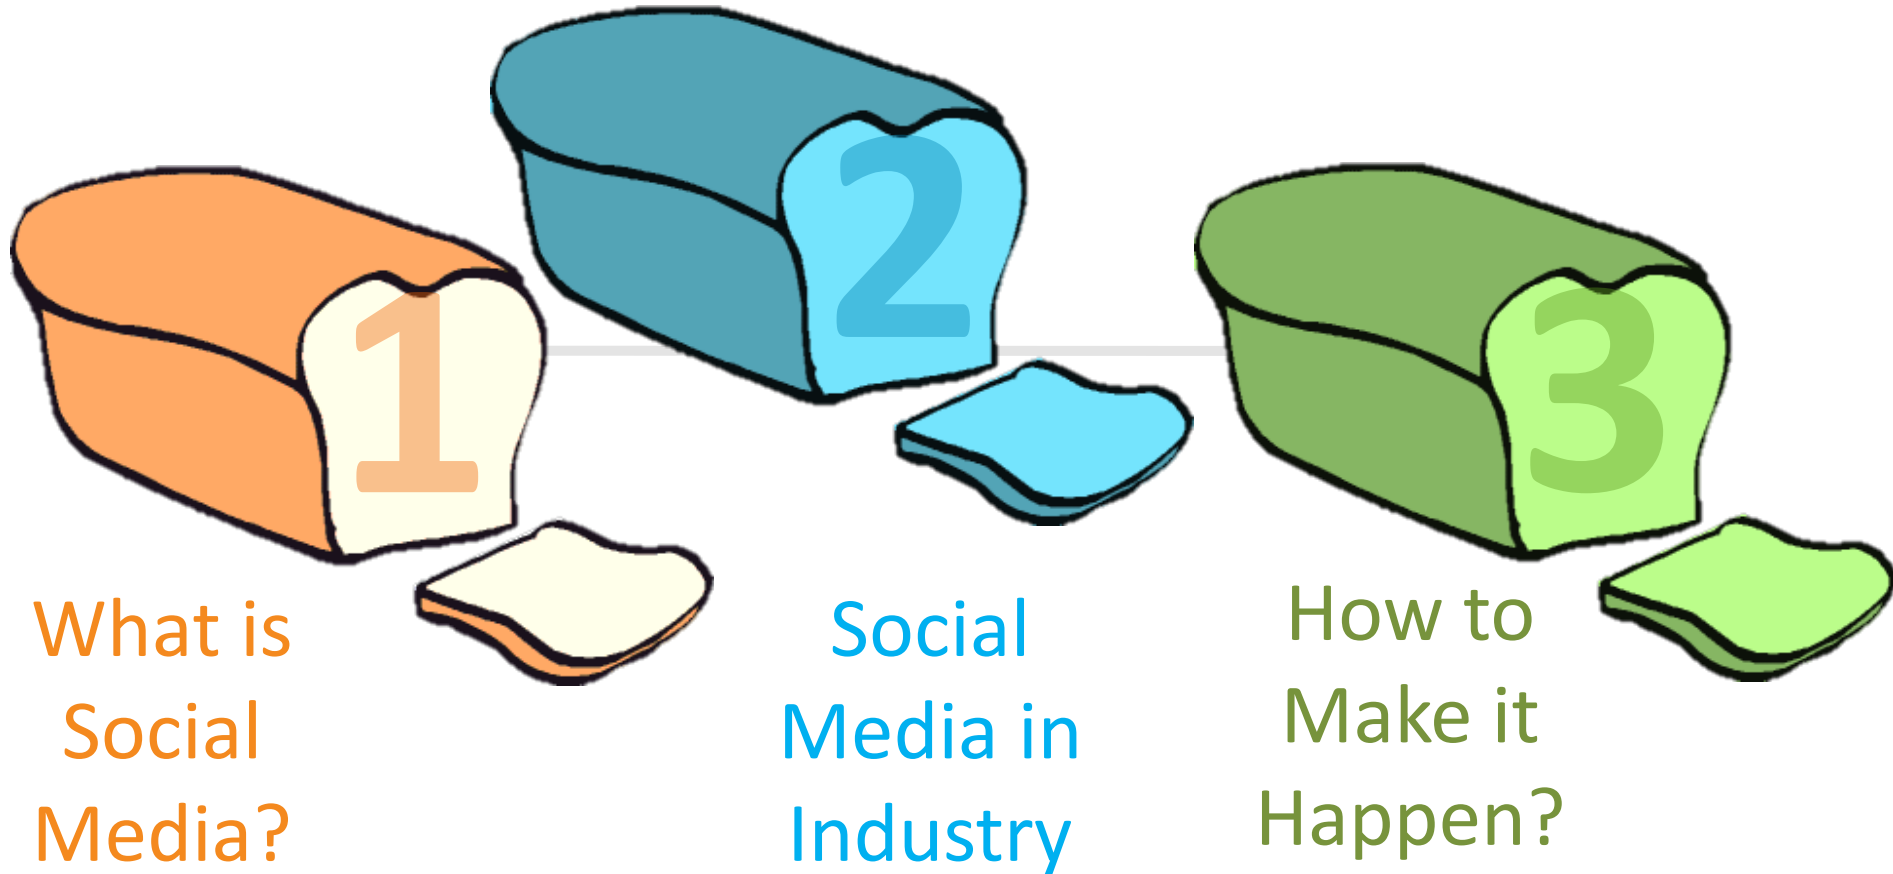 1
What is
Social
Media?
2
Social
Media in
Industry
3
How to
Make it
Happen?